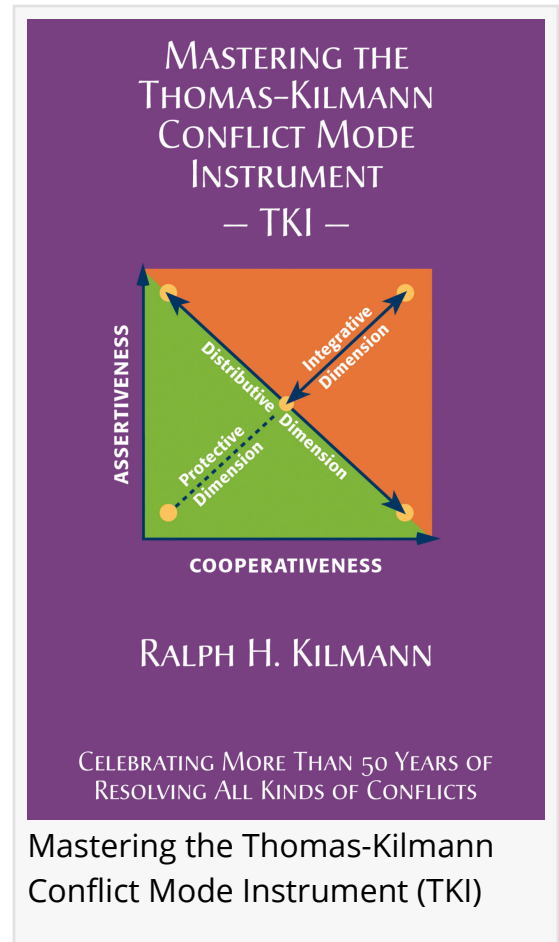 MASTERING THE
THOMAS-KILMANN
CONFLICT MODE
INSTRUMENT
– TKI –
ASSERTIVENESS
Distributive Dimension
Integrative
Dimension
Protective
Dimension
COOPERATIVENESS
RALPH H. KILMANN
CELEBRATING MORE THAN 50 YEARS OF
RESOLVING ALL KINDS OF CONFLICTS
Mastering the Thomas-Kilmann
Conflict Mode Instrument (TKI)